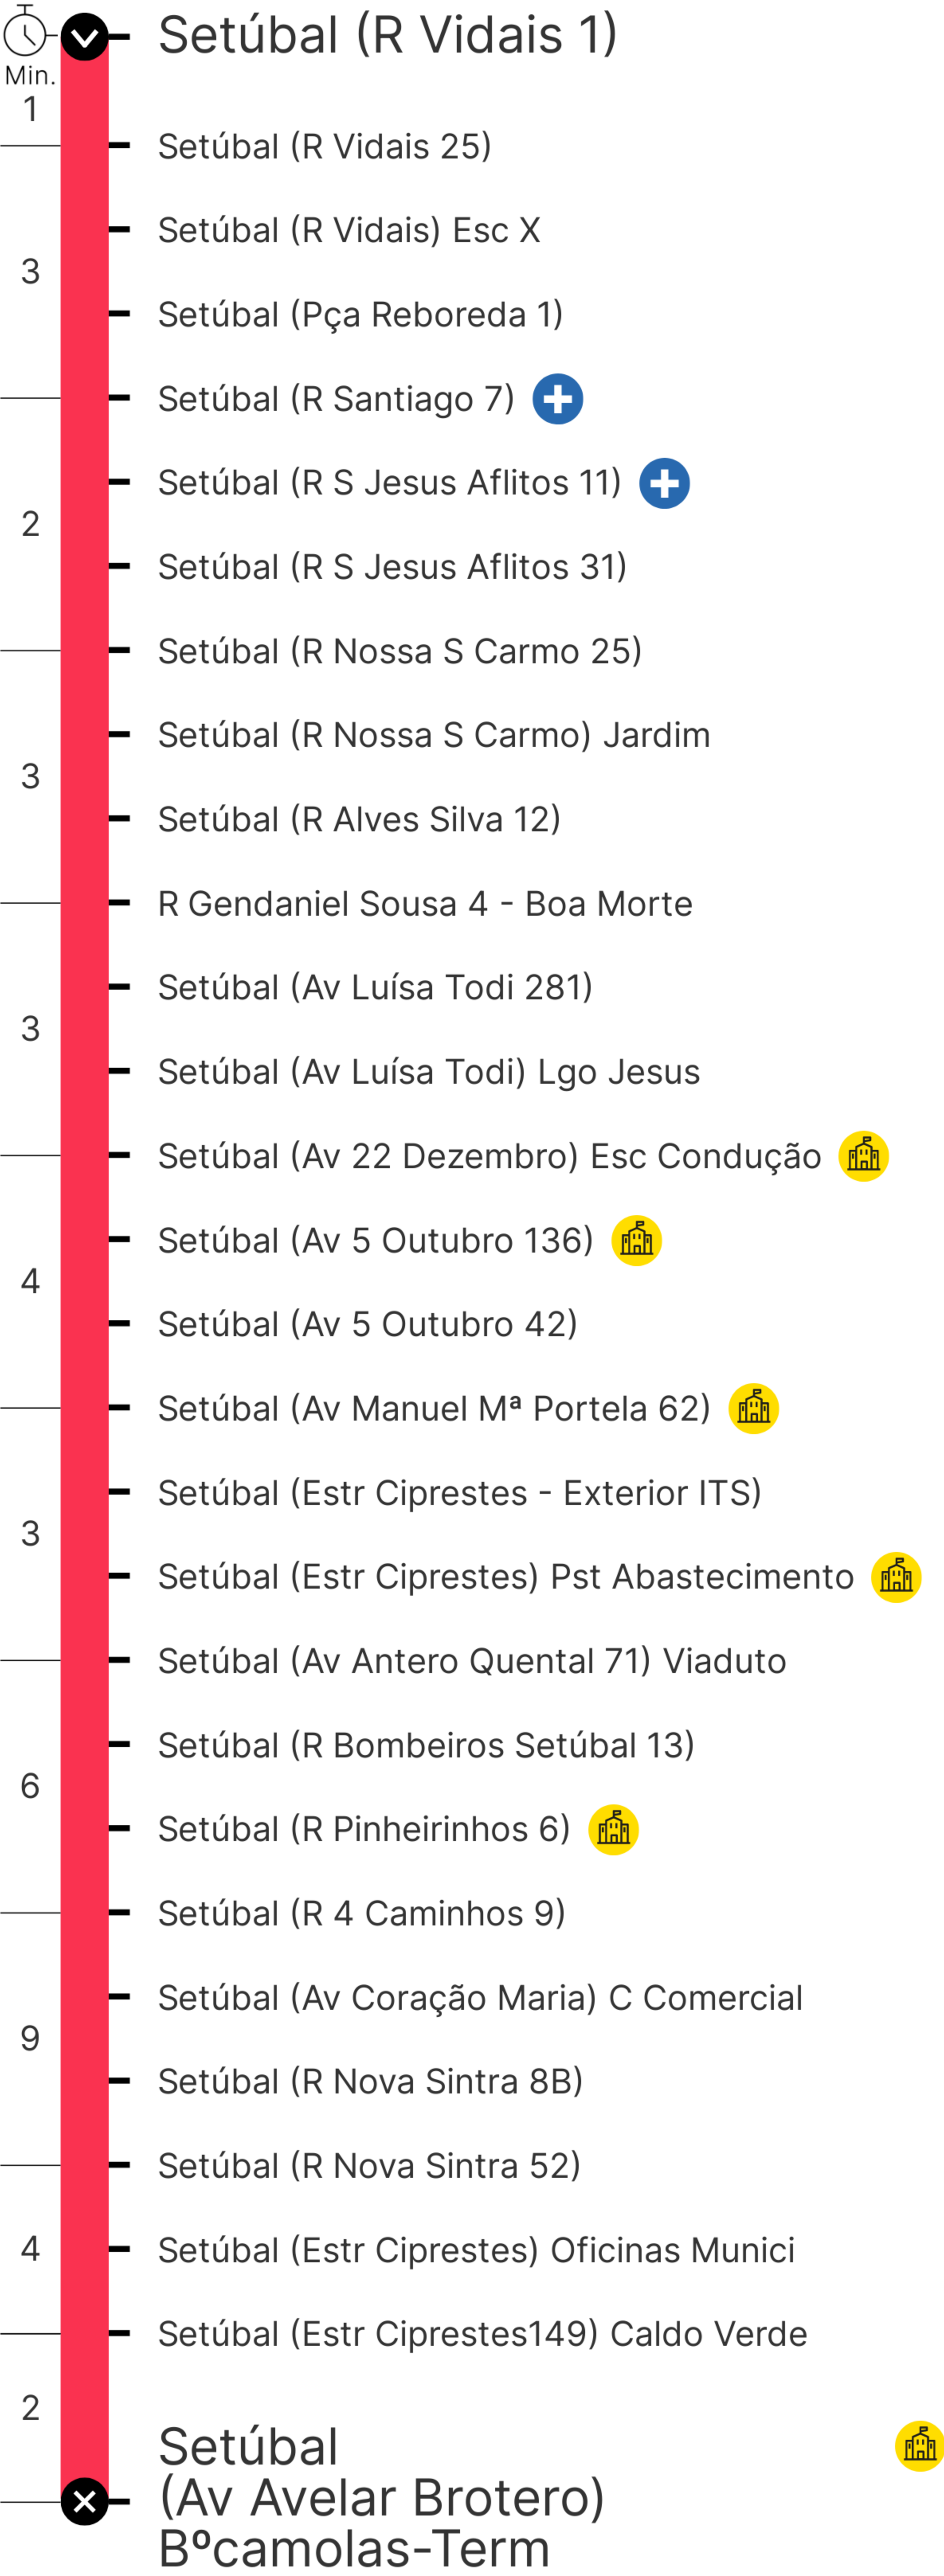 Setúbal (R Vidais 1)
Min.
1
Setúbal (R Vidais 25)
Setúbal (R Vidais) Esc X
3
Setúbal (Pça Reboreda 1)
Setúbal (R Santiago 7)
Setúbal (R S Jesus Aflitos 11)
2
Setúbal (R S Jesus Aflitos 31)
Setúbal (R Nossa S Carmo 25)
Setúbal (R Nossa S Carmo) Jardim
3
Setúbal (R Alves Silva 12)
R Gendaniel Sousa 4 - Boa Morte
Setúbal (Av Luísa Todi 281)
3
Setúbal (Av Luísa Todi) Lgo Jesus
Setúbal (Av 22 Dezembro) Esc Condução
Setúbal (Av 5 Outubro 136)
4
Setúbal (Av 5 Outubro 42)
Setúbal (Av Manuel Mª Portela 62)
Setúbal (Estr Ciprestes - Exterior ITS)
3
Setúbal (Estr Ciprestes) Pst Abastecimento
Setúbal (Av Antero Quental 71) Viaduto
Setúbal (R Bombeiros Setúbal 13)
6
Setúbal (R Pinheirinhos 6)
Setúbal (R 4 Caminhos 9)
Setúbal (Av Coração Maria) C Comercial
9
Setúbal (R Nova Sintra 8B)
Setúbal (R Nova Sintra 52)
4
Setúbal (Estr Ciprestes) Oficinas Munici
Setúbal (Estr Ciprestes149) Caldo Verde
2
Setúbal
(Av Avelar Brotero)
Bºcamolas-Term